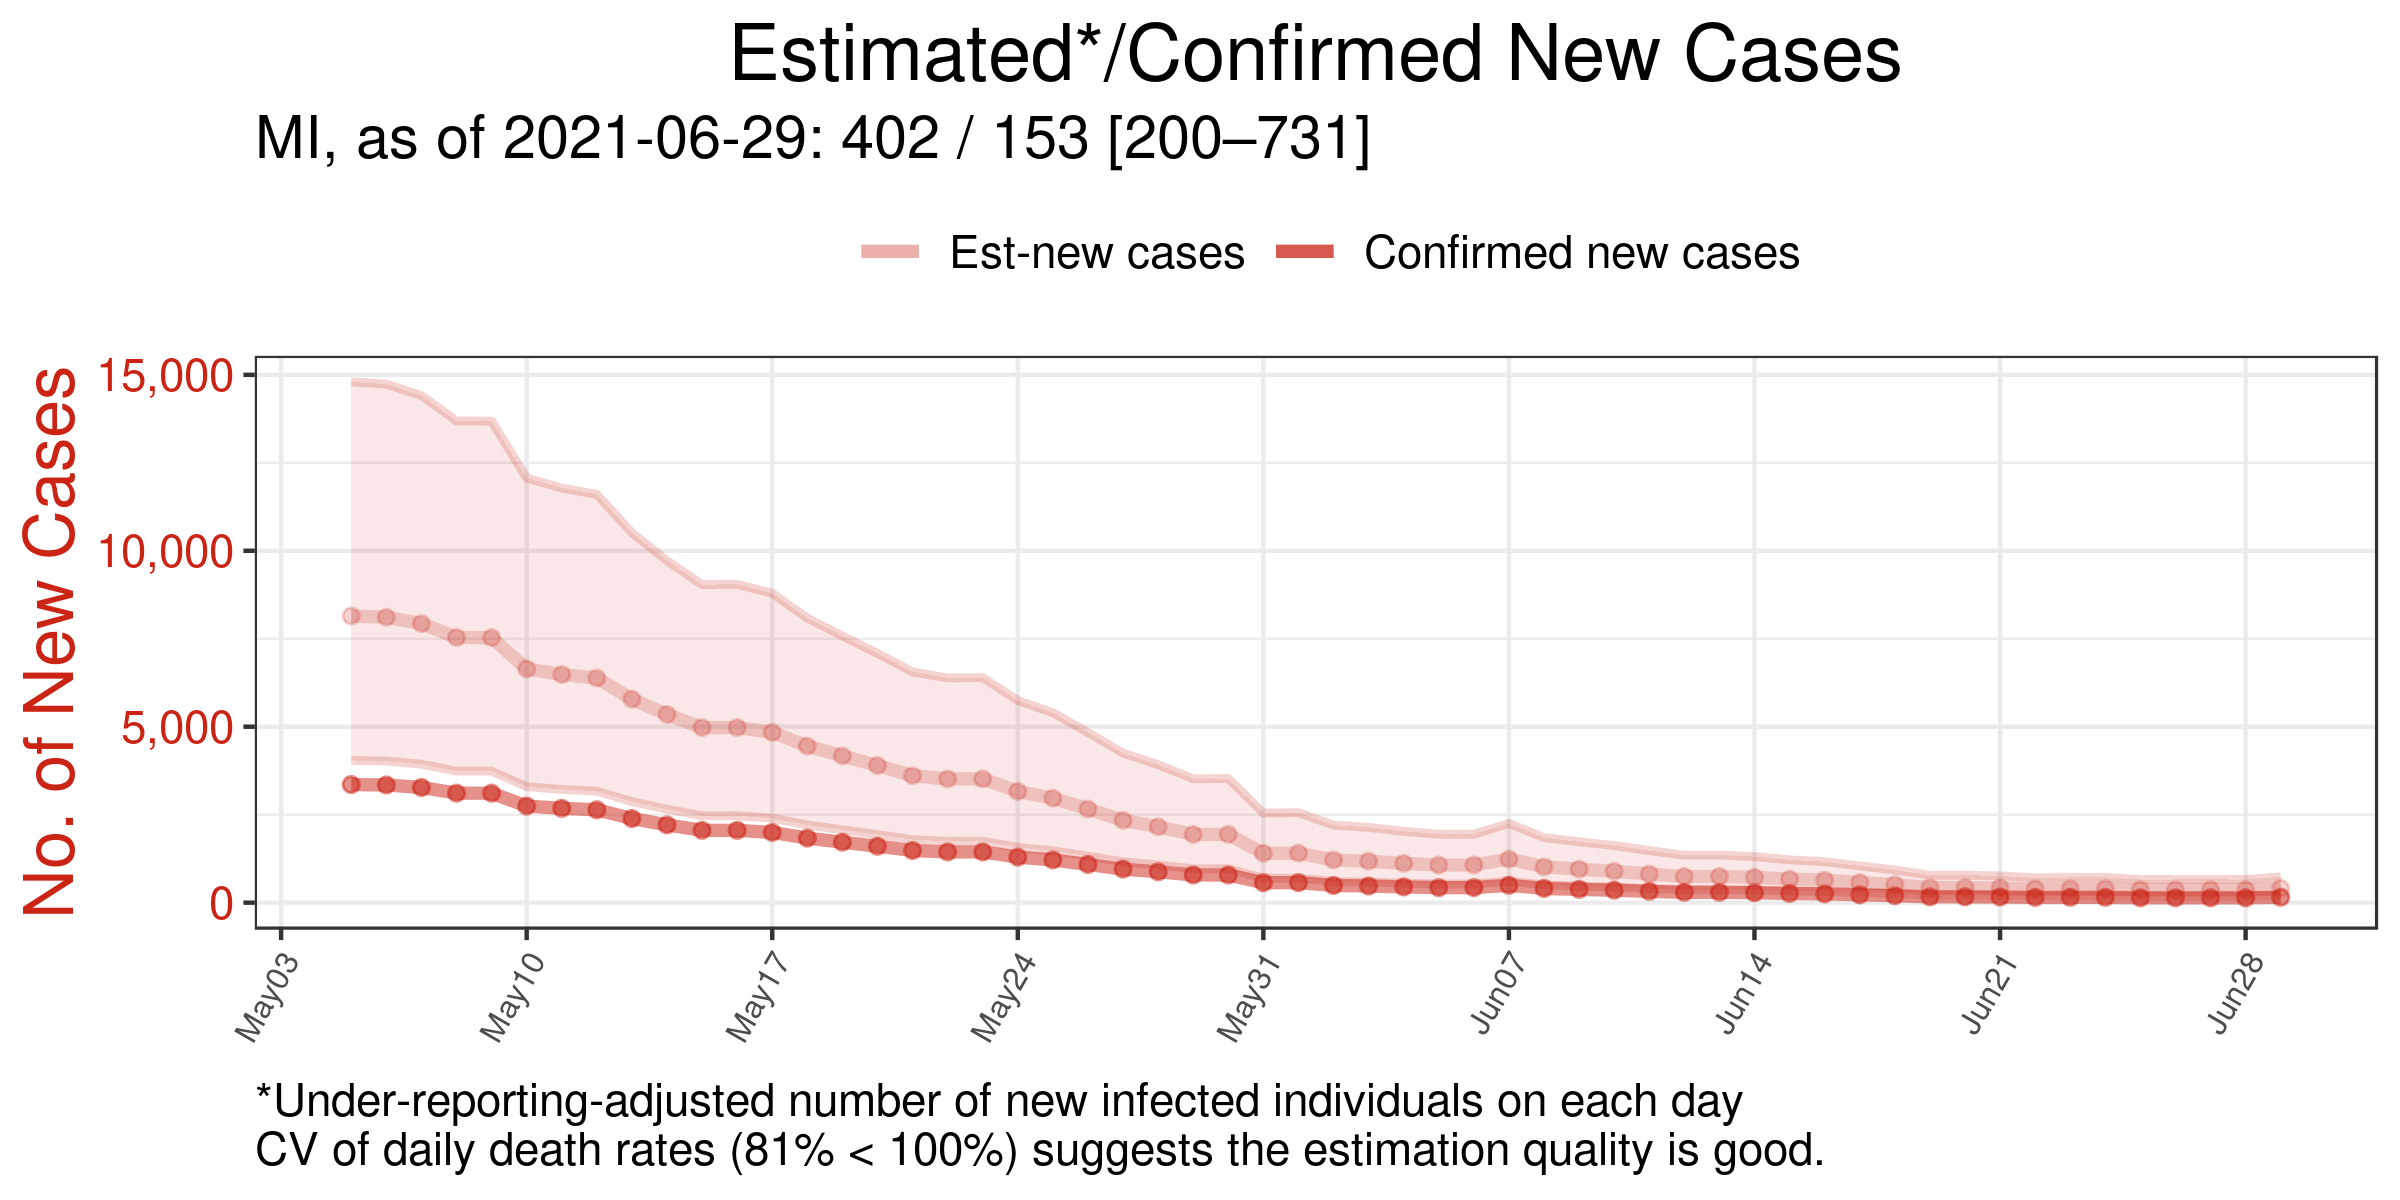 Estimated*/Confirmed New Cases
MI, as of 2021-06-29: 402 / 153 [200–731]
Est-new cases
Confirmed new cases
No. of New Cases
15,000
10,000
5,000
0
May03
May10
May17
May24
May31
Jun07
Jun14
Jun21
Jun28
*Under-reporting-adjusted number of new infected individuals on each day
CV of daily death rates (81% < 100%) suggests the estimation quality is good.